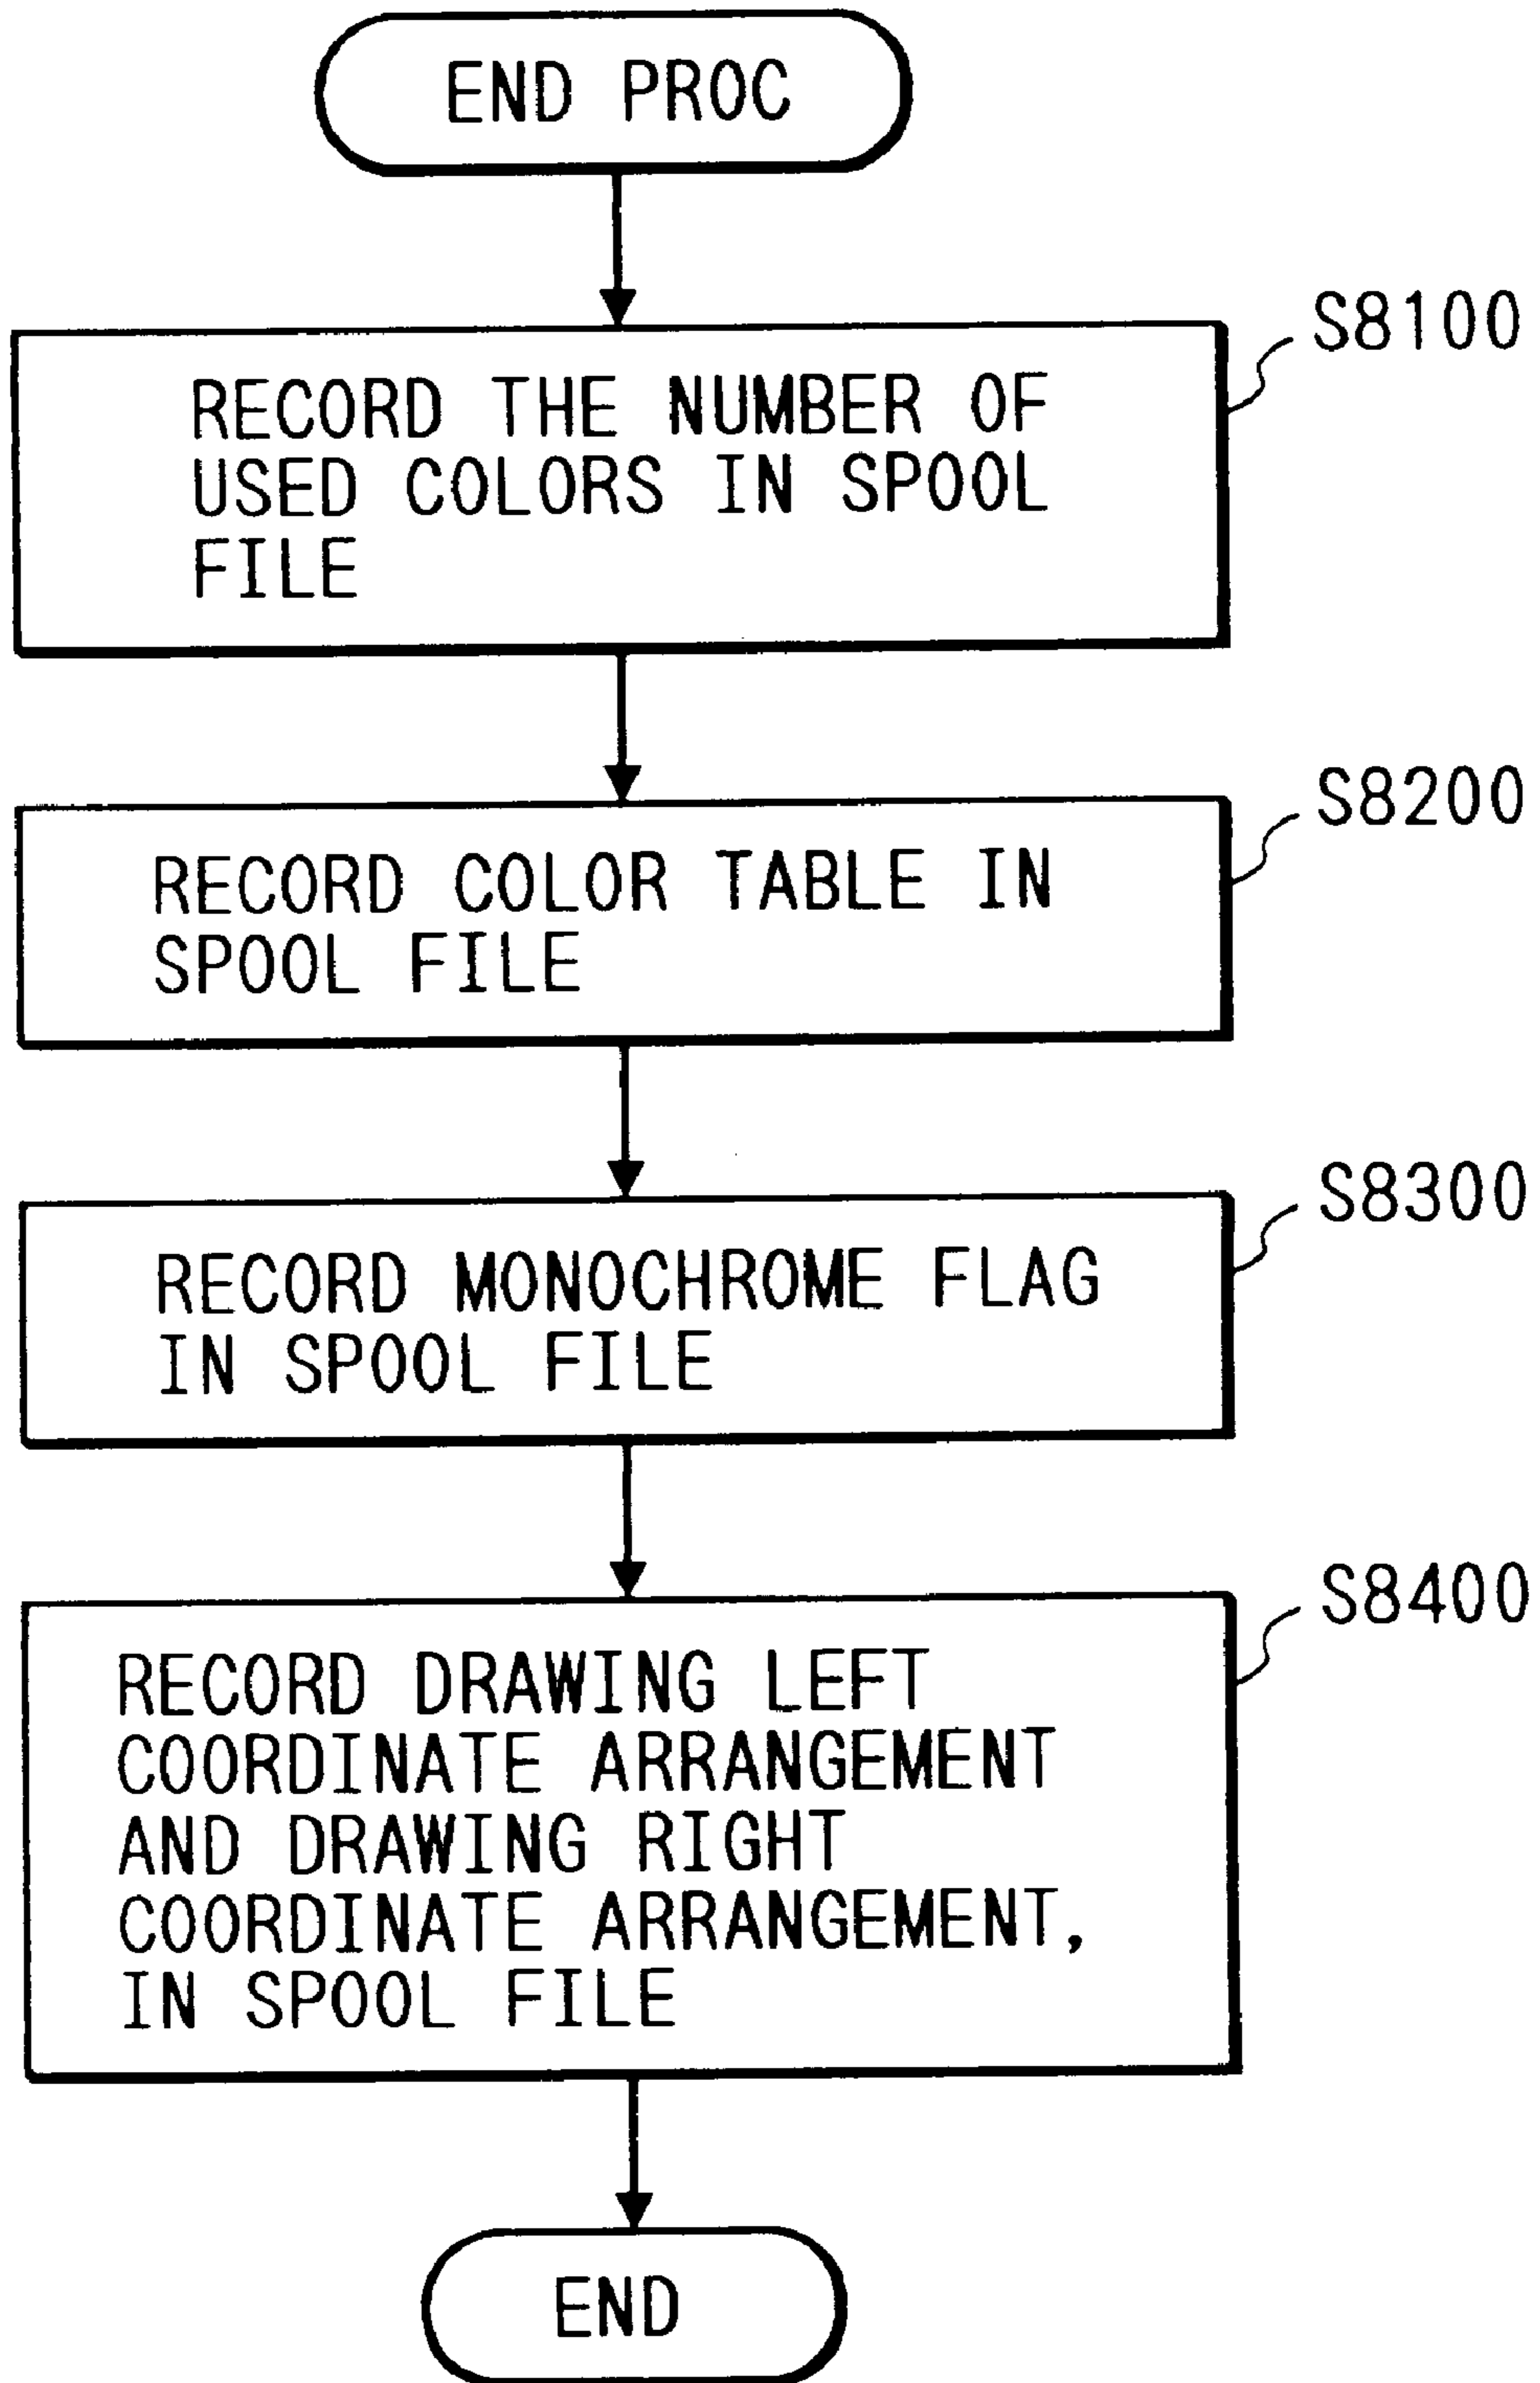 END PROC
S8100
RECORD THE NUMBER OF
USED COLORS IN SPOOL
FILE
S8200
RECORD COLOR TABLE IN
SPOOL FILE
S8300
RECORD MONOCHROME FLAG
IN SPOOL FILE
S8400
RECORD DRAWING LEFT
COORDINATE ARRANGEMENT
AND DRAWING RIGHT
COORDINATE ARRANGEMENT,
IN SPOOL FILE
END